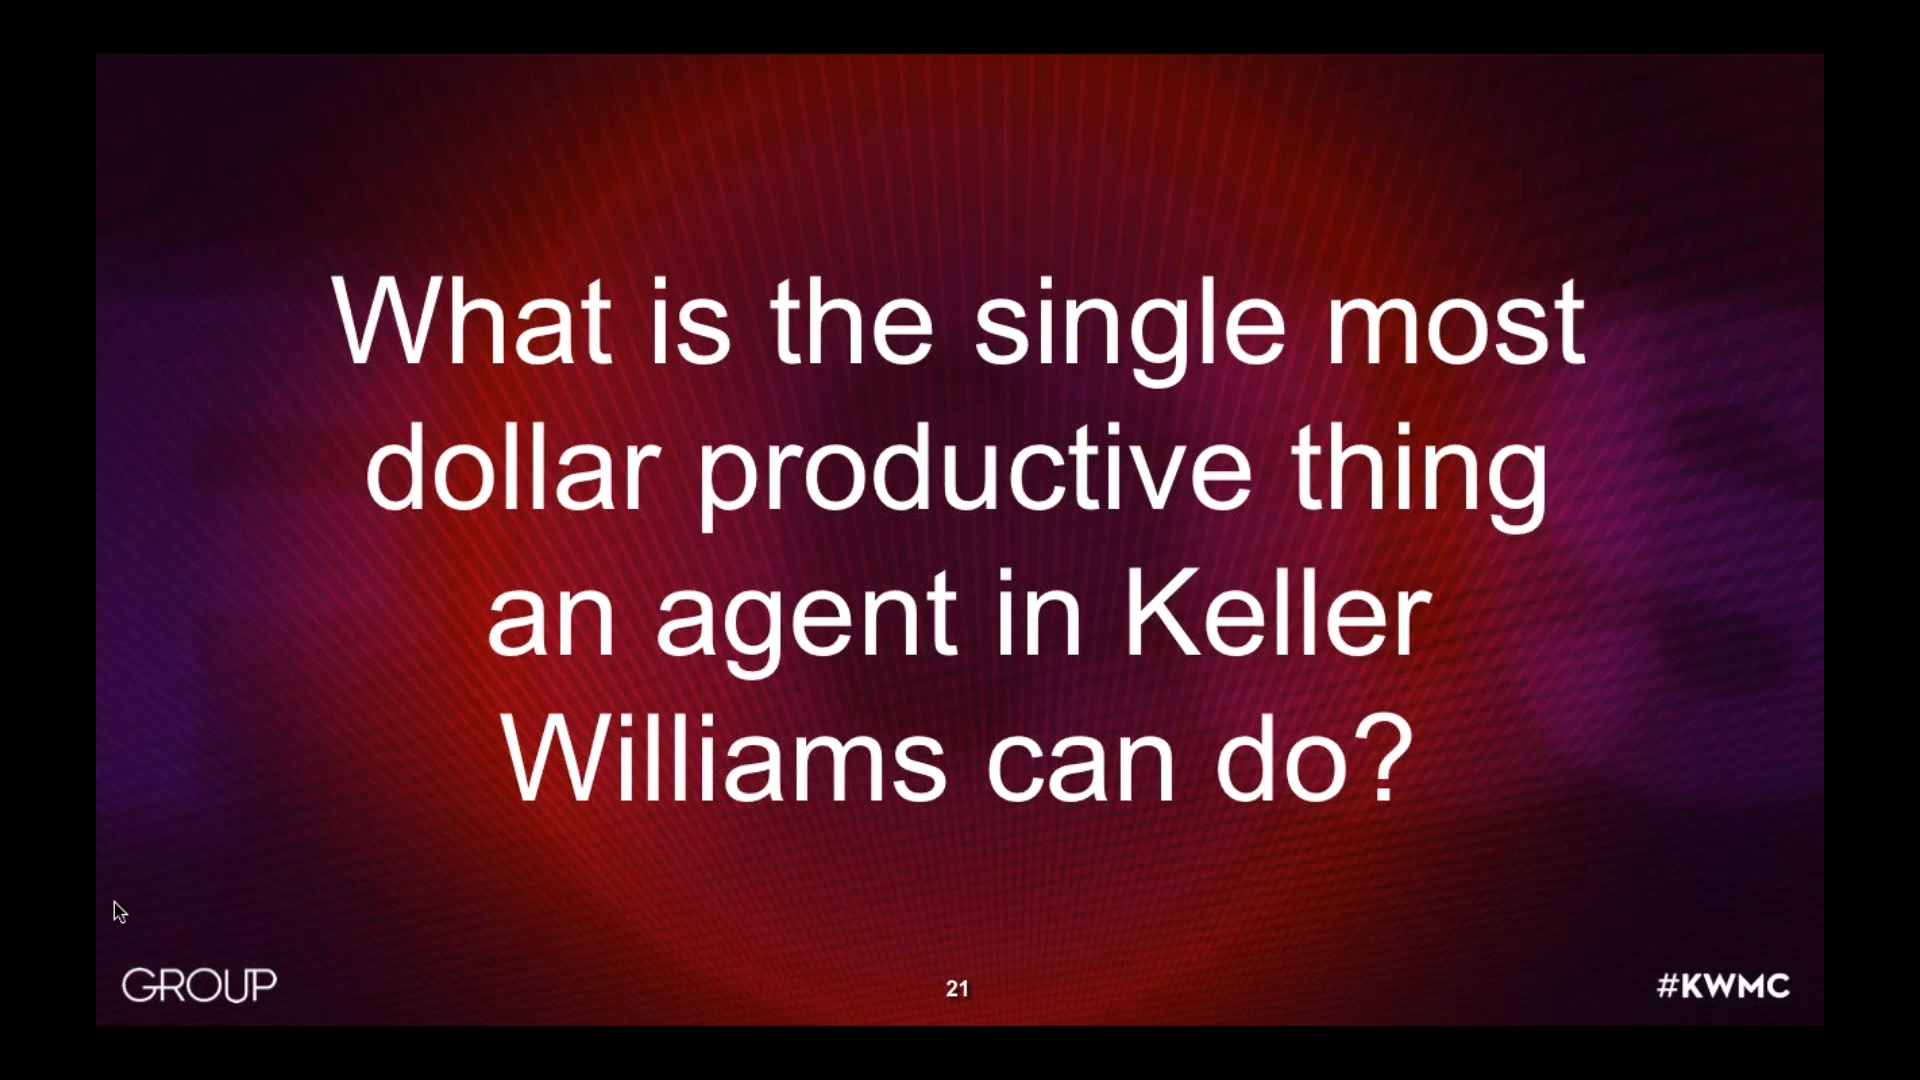 What is the single most
dollar productive thing
an agent in Keller
Williams can do?
GROUP
21
#KWMC